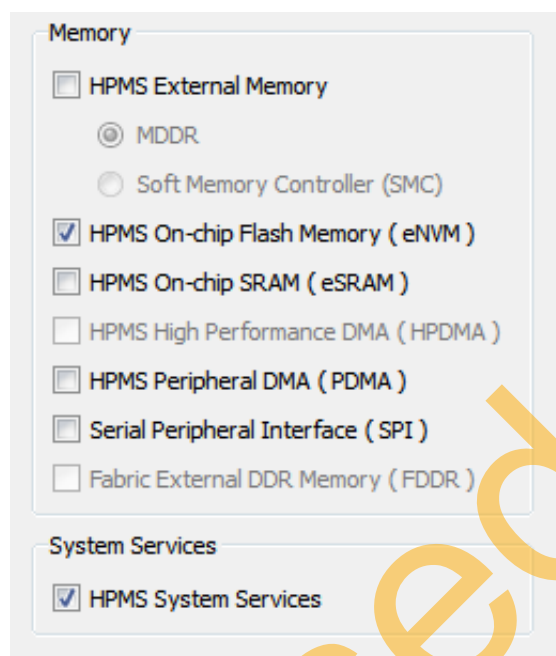 Memory
HPMS External Memory
MDDR
Soft Memory Controller (SMC)
HPMS On-chip Flash Memory ( eNVM )
HPMS On-chip SRAM ( eSRAM )
HPMS High Performance DMA ( HPDMA )
HPMS Peripheral DMA ( PDMA )
Serial Peripheral Interface ( SPI )
Fabric External DDR Memory ( FDDR )
System Services
HPMS System Services